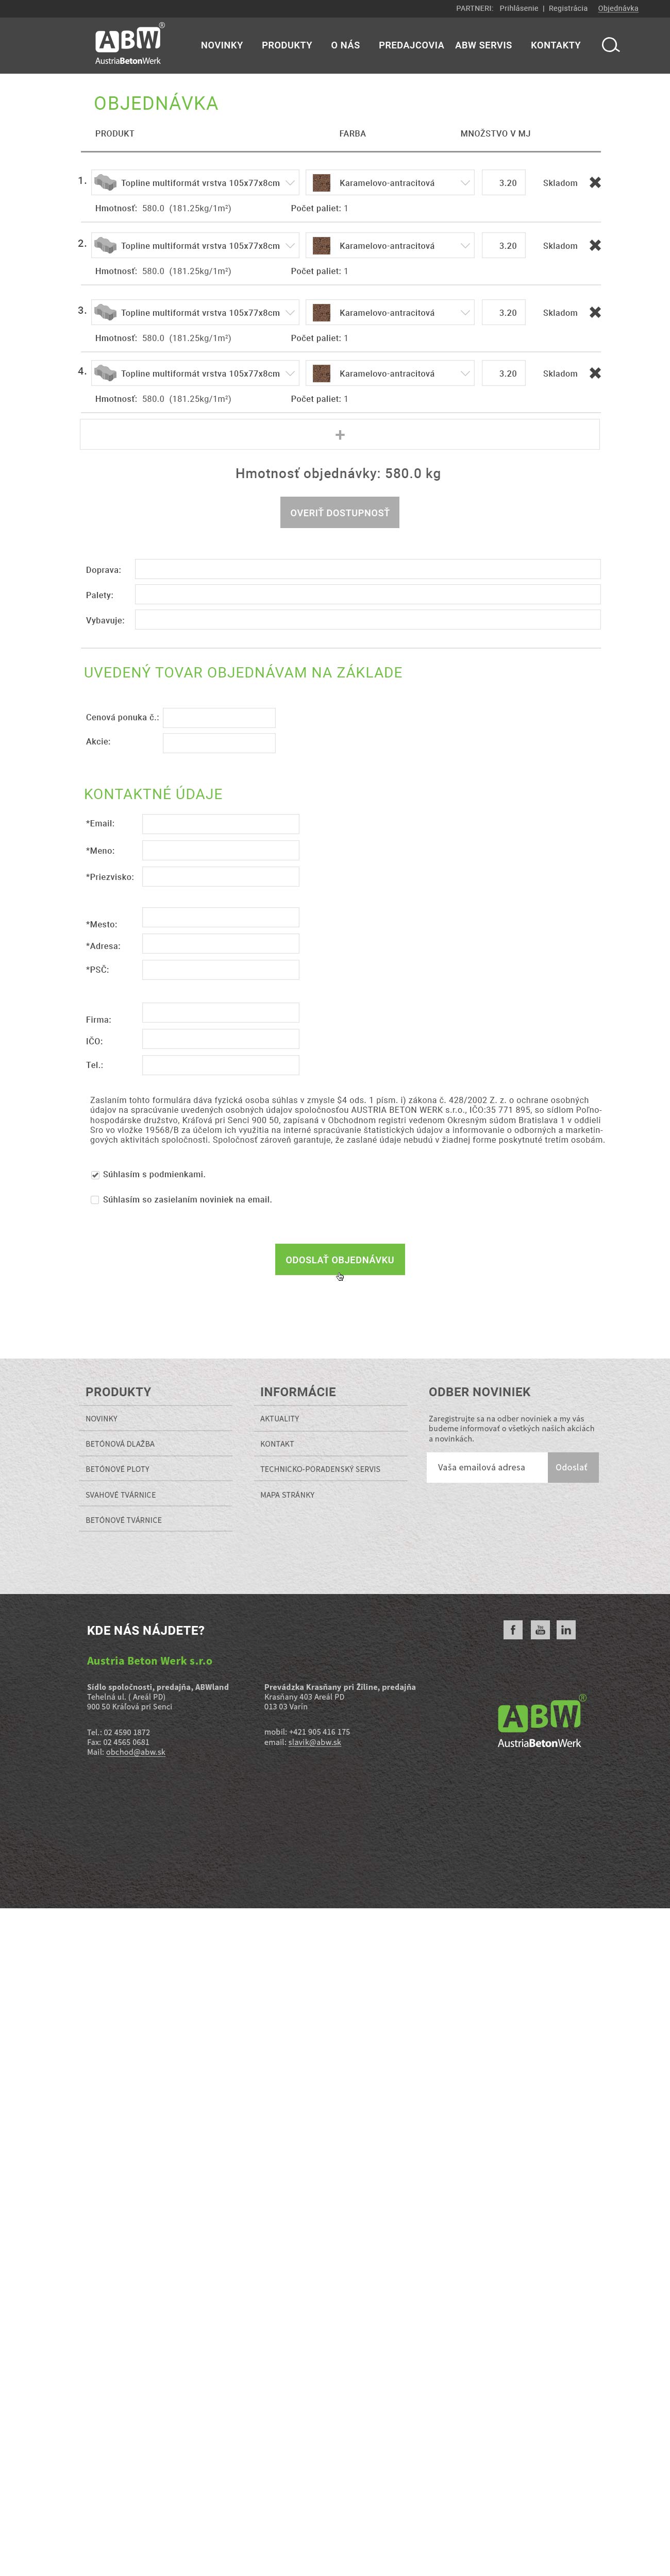 PARTNERI: Prihlásenie | Registrácia Objednávka
ABW®
AustriaBetonWerk
NOVINKY PRODUKTY O NÁS PREDAJCOVIA ABW SERVIS KONTAKTY
OBJEDNÁVKA
PRODUKT FARBA MNOŽSTVO V MJ
1. Topline multiformát vrstva 105x77x8cm Karamelovo-antracitová 3.20 Skladom
Hmotnosť: 580.0 (181.25kg/1m²) Počet paliet: 1
2. Topline multiformát vrstva 105x77x8cm Karamelovo-antracitová 3.20 Skladom
Hmotnosť: 580.0 (181.25kg/1m²) Počet paliet: 1
3. Topline multiformát vrstva 105x77x8cm Karamelovo-antracitová 3.20 Skladom
Hmotnosť: 580.0 (181.25kg/1m²) Počet paliet: 1
4. Topline multiformát vrstva 105x77x8cm Karamelovo-antracitová 3.20 Skladom
Hmotnosť: 580.0 (181.25kg/1m²) Počet paliet: 1
+
Hmotnosť objednávky: 580.0 kg
OVERIŤ DOSTUPNOSŤ
Doprava:
Palety:
Vybavuje:
UVEDENÝ TOVAR OBJEDNÁVAM NA ZÁKLADE
Cenová ponuka č.:
Akcie:
KONTAKTNÉ ÚDAJE
*Email:
*Meno:
*Priezvisko:
*Mesto:
*Adresa:
*PSČ:
Firma:
IČO:
Tel.:
Zaslaním tohto formulára dáva fyzická osoba súhlas v zmysle $4 ods. 1 písm. i) zákona č. 428/2002 Z. z. o ochrane osobných
údajov na spracúvanie uvedených osobných údajov spoločnosťou AUSTRIA BETON WERK s.r.o., IČO:35 771 895, so sídlom Poľno-
hospodárske družstvo, Kráľová pri Senci 900 50, zapísaná v Obchodnom registri vedenom Okresným súdom Bratislava 1 v oddieli
Sro vo vložke 19568/B za účelom ich využitia na interné spracúvanie štatistických údajov a informovanie o odborných a marketin-
gových aktivitách spoločnosti. Spoločnosť zároveň garantuje, že zaslané údaje nebudú v žiadnej forme poskytnuté tretím osobám.
Súhlasím s podmienkami.
Súhlasím so zasielaním noviniek na email.
ODOSLAŤ OBJEDNÁVKU
PRODUKTY INFORMÁCIE ODBER NOVINIEK
NOVINKY AKTUALITY Zaregistrujte sa na odber noviniek a my vás
budeme informovať o všetkých našich akciách
a novinkách.
BETÓNOVÁ DLAŽBA KONTAKT
BETÓNOVÉ PLOTY TECHNICKO-PORADENSKÝ SERVIS Vaša emailová adresa Odoslať
SVAHOVÉ TVÁRNICE MAPA STRÁNKY
BETÓNOVÉ TVÁRNICE
KDE NÁS NÁJDETE? f You Tube in
Austria Beton Werk s.r.o
Sídlo spoločnosti, predajňa, ABWland Prevádzka Krasňany pri Žiline, predajňa
Tehelná ul. ( Areál PD) Krasňany 403 Areál PD
900 50 Kráľová pri Senci 013 03 Varín
Tel.: 02 4590 1872 mobil: +421 905 416 175
Fax: 02 4565 0681 email: slavik@abw.sk
Mail: obchod@abw.sk
ABW®
AustriaBetonWerk